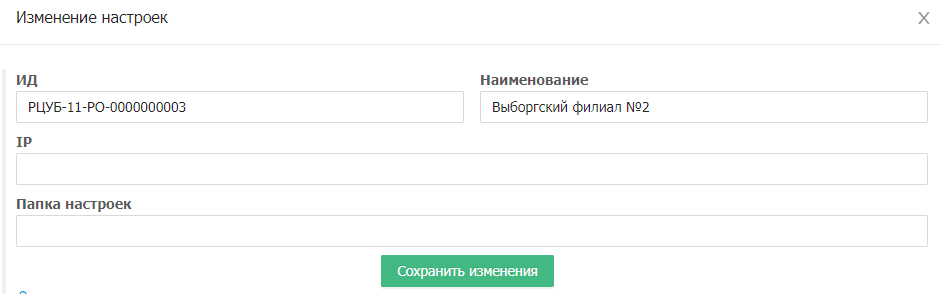 Изменение настроек
ИД
Наименование
РЦУБ-11-РО-0000000003
Выборгский филиал №2
IP
Папка настроек
Сохранить изменения